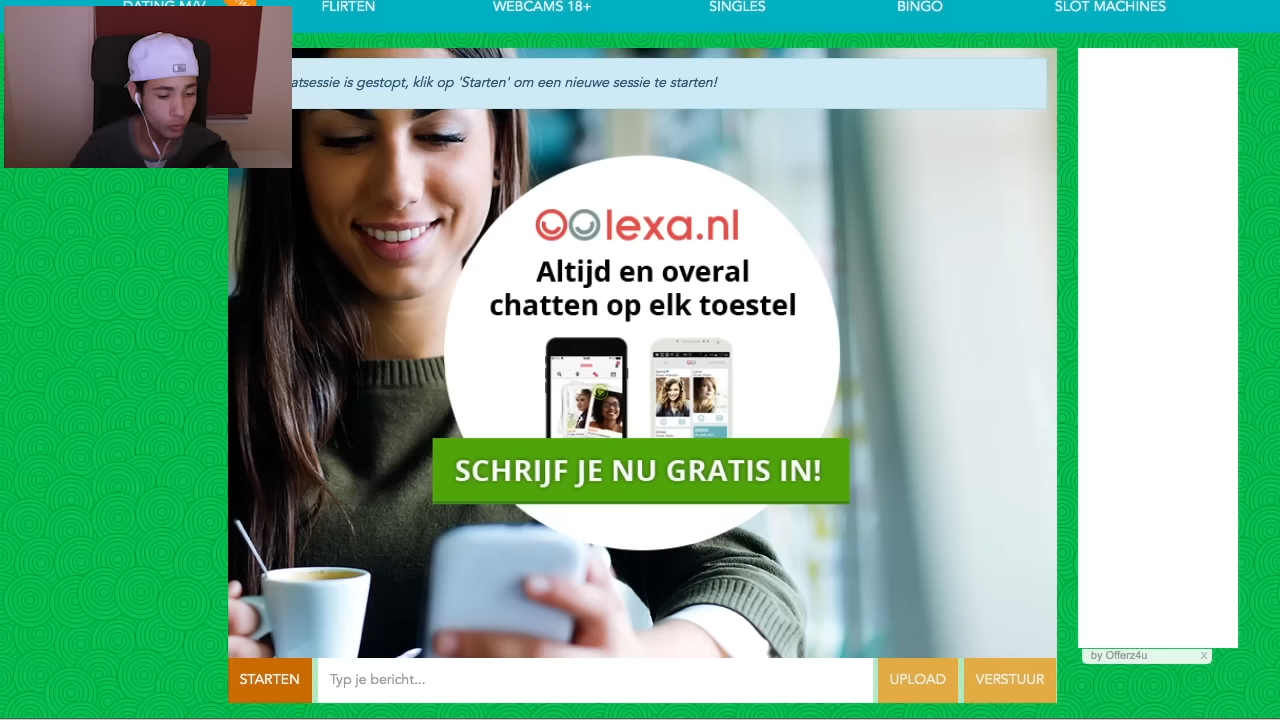 DATING M/V
FLIRTEN
WEBCAMS 18+
SINGLES
BINGO
SLOT MACHINES
atsessie is gestopt, klik op 'Starten' om een nieuwe sessie te starten!
lexa.nl
Altijd en overal
chatten op elk toestel
SCHRIJF JE NU GRATIS IN!
by Offerz4u
X
STARTEN
Typ je bericht...
UPLOAD
VERSTUUR